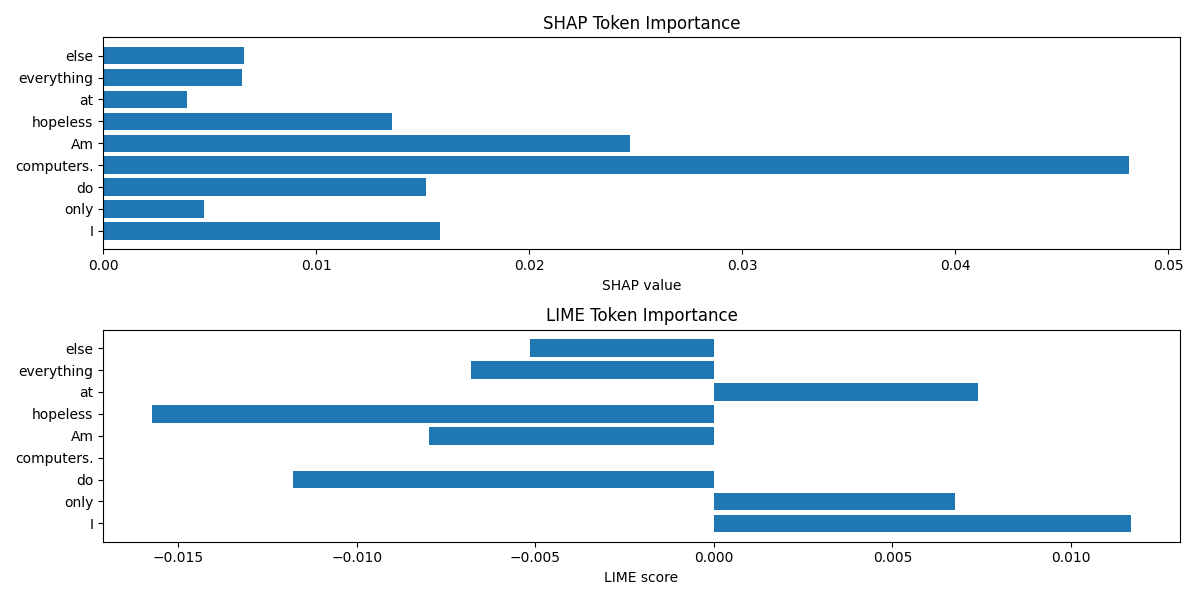 SHAP Token Importance
else
everything
at
hopeless
Am
computers.
do
only
I
0.00 0.01 0.02 0.03 0.04 0.05
SHAP value
LIME Token Importance
else
everything
at
hopeless
Am
computers.
do
only
I
−0.015 −0.010 −0.005 0.000 0.005 0.010
LIME score